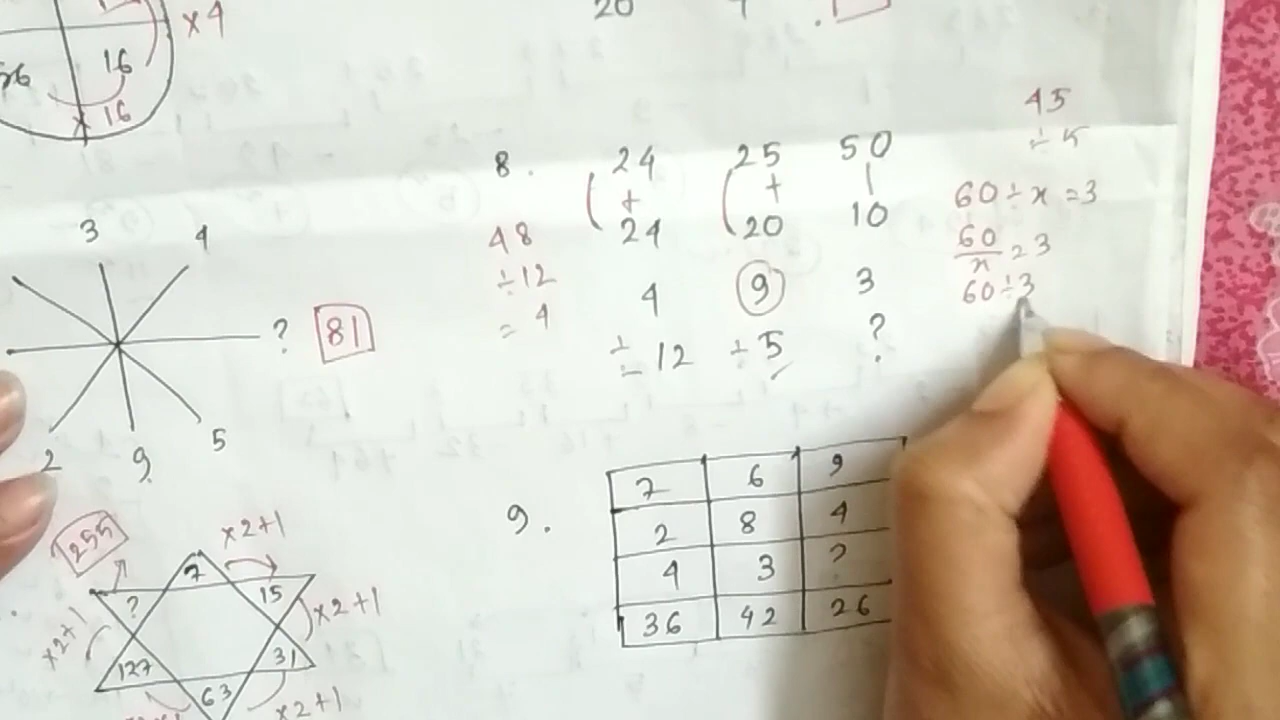 20
x 4
16
x 16
3 4
? 81
2 9 5
8. 24 25 50
+ +
24 20 10
4 9 3
÷ 12 ÷ 5 ?
48
÷12
= 4
45
÷ 5
60 ÷ x = 3
60/x = 3
60 ÷ 3
255
x2+1
7
? 15
x2+1 x2+1
127 31
63
x2+1
9.
7 6 9
2 8 4
4 3 ?
36 42 26